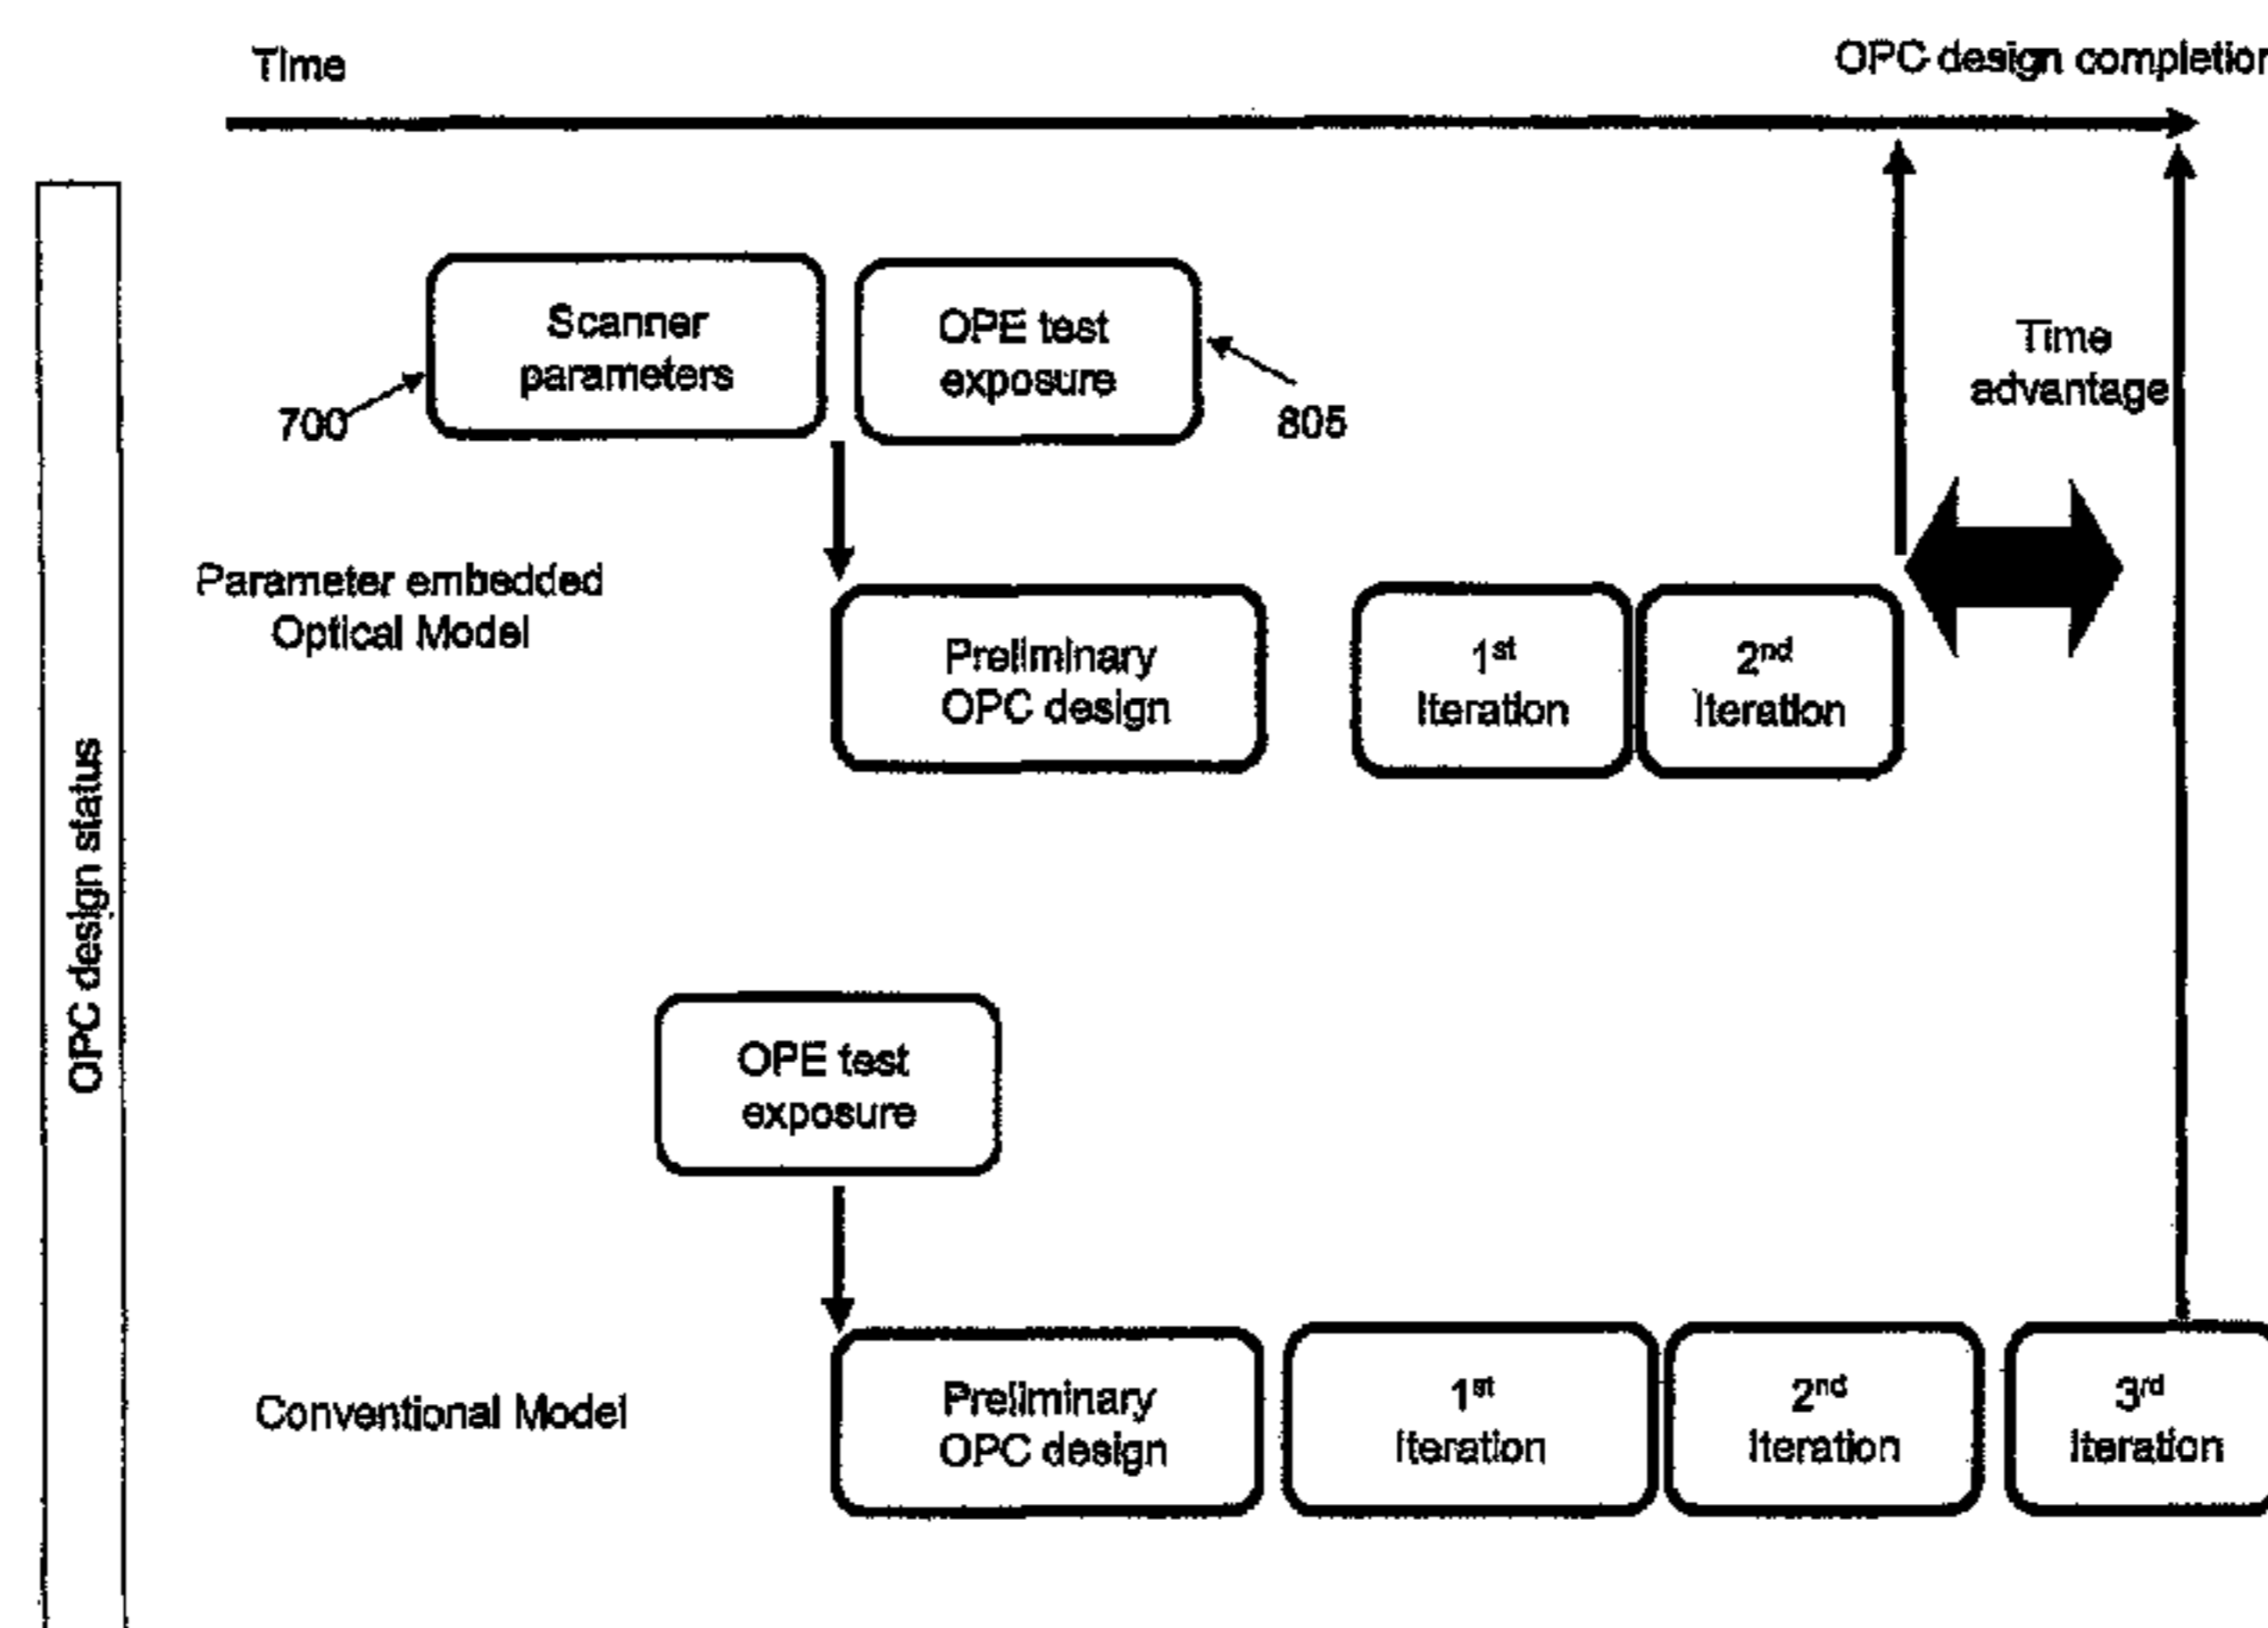 Time
OPC design completion
Scanner
parameters
OPE test
exposure
700
805
Time
advantage
Parameter embedded
Optical Model
Preliminary
OPC design
1st
Iteration
2nd
Iteration
OPC design status
OPE test
exposure
Conventional Model
Preliminary
OPC design
1st
Iteration
2nd
Iteration
3rd
Iteration